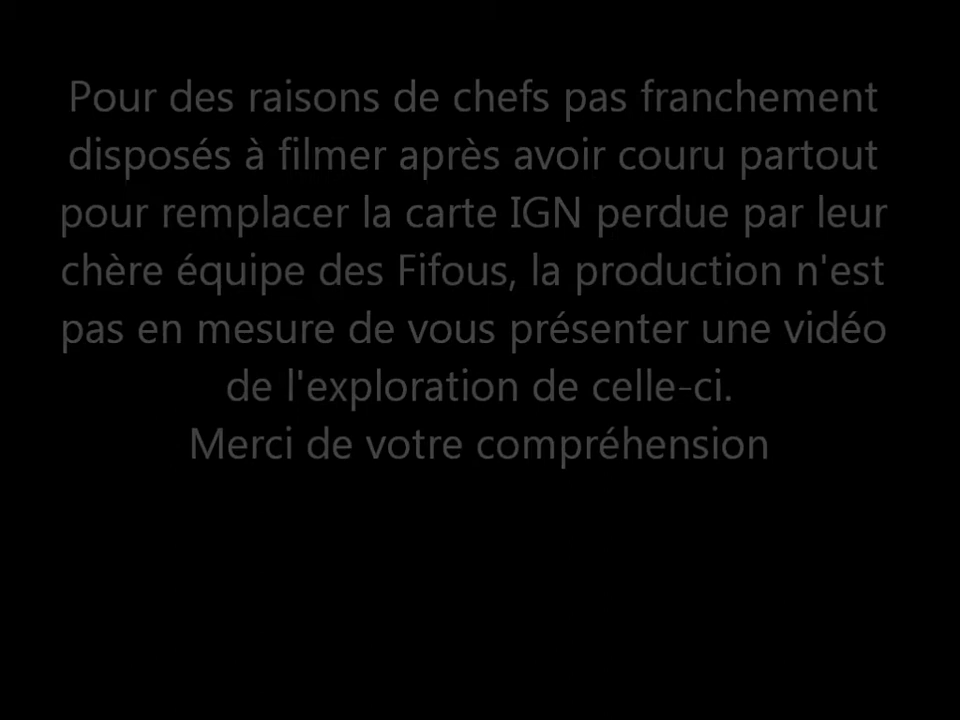 Pour des raisons de chefs pas franchement
disposés à filmer après avoir couru partout
pour remplacer la carte IGN perdue par leur
chère équipe des Fifous, la production n'est
pas en mesure de vous présenter une vidéo
de l'exploration de celle-ci.
Merci de votre compréhension